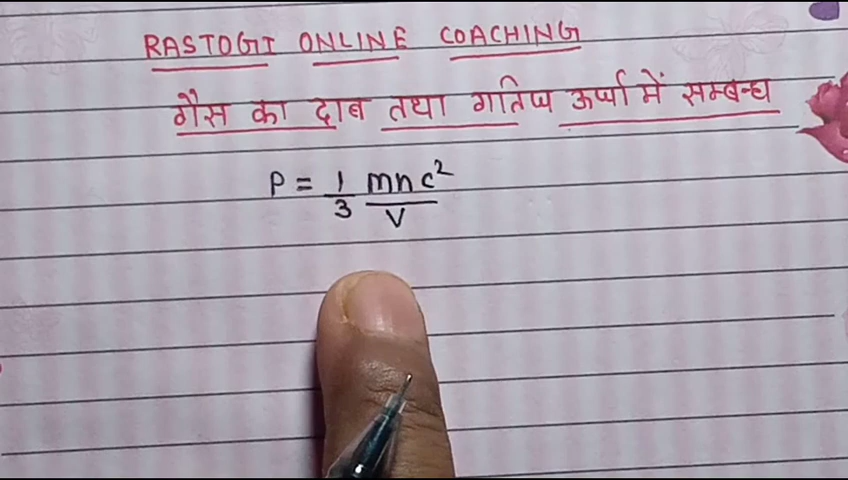 RASTOGI ONLINE COACHING
गैस का दाब तथा गतिज ऊर्जा में सम्बन्ध
P = 1/3 mnc²/V